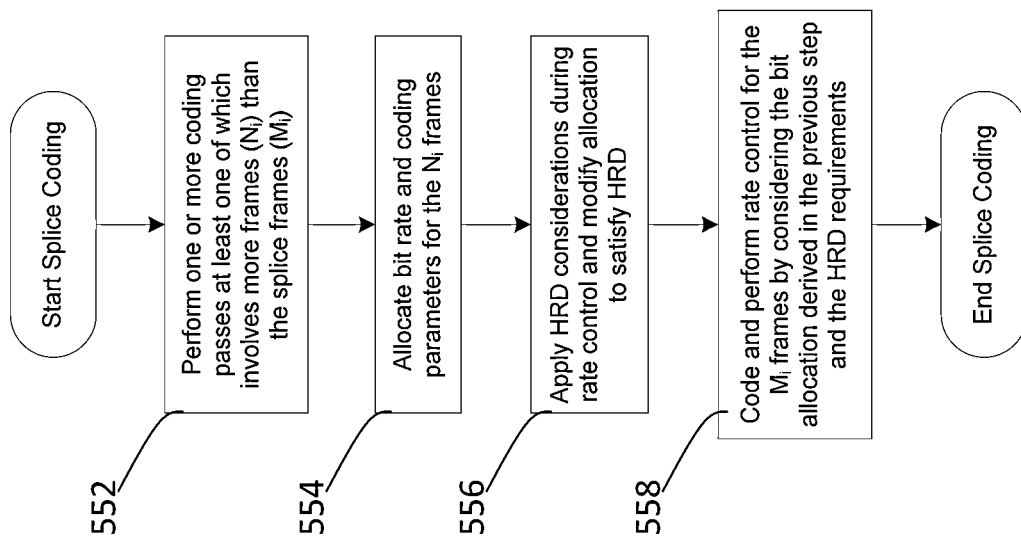 Start Splice Coding
552
Perform one or more coding
passes at least one of which
involves more frames (Ni) than
the splice frames (Mi)
554
Allocate bit rate and coding
parameters for the Ni frames
556
Apply HRD considerations during
rate control and modify allocation
to satisfy HRD
558
Code and perform rate control for the
Mi frames by considering the bit
allocation derived in the previous step
and the HRD requirements
End Splice Coding